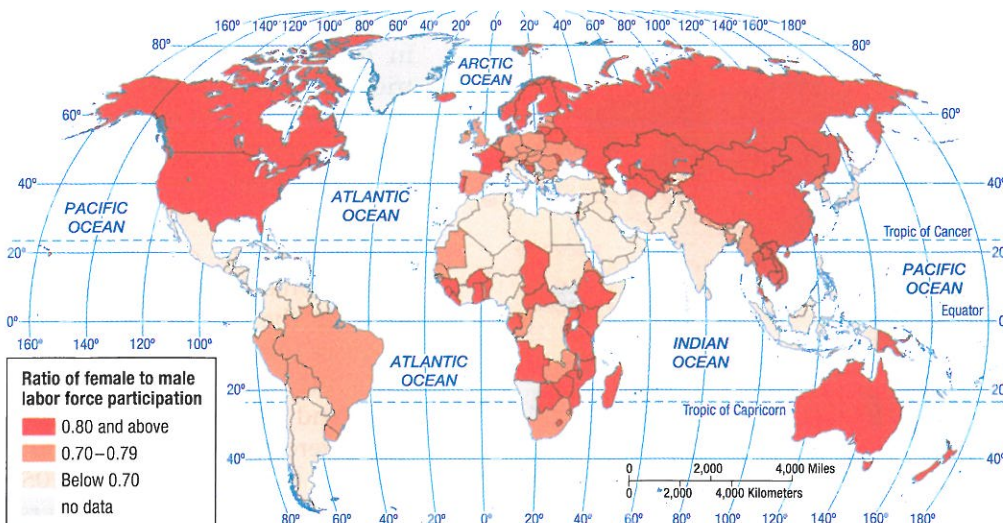 160° 140° 120° 100° 80° 60° 40° 20° 0° 20° 40° 60° 80° 100° 120° 140° 160° 180°
80° 80°
ARCTIC
OCEAN
60° 60°
40° 40°
PACIFIC
OCEAN
ATLANTIC
OCEAN
20° 20°
Tropic of Cancer
PACIFIC
OCEAN
Equator
0° 0°
160° 140° 120° 100°
ATLANTIC
OCEAN
INDIAN
OCEAN
20° 20°
Tropic of Capricorn
40° 40°
Ratio of female to male
labor force participation
0.80 and above
0.70–0.79
Below 0.70
no data
0 2,000 4,000 Miles
0 2,000 4,000 Kilometers
80° 60° 40° 20° 0° 20° 40° 60° 80° 100° 120° 140° 160° 180°